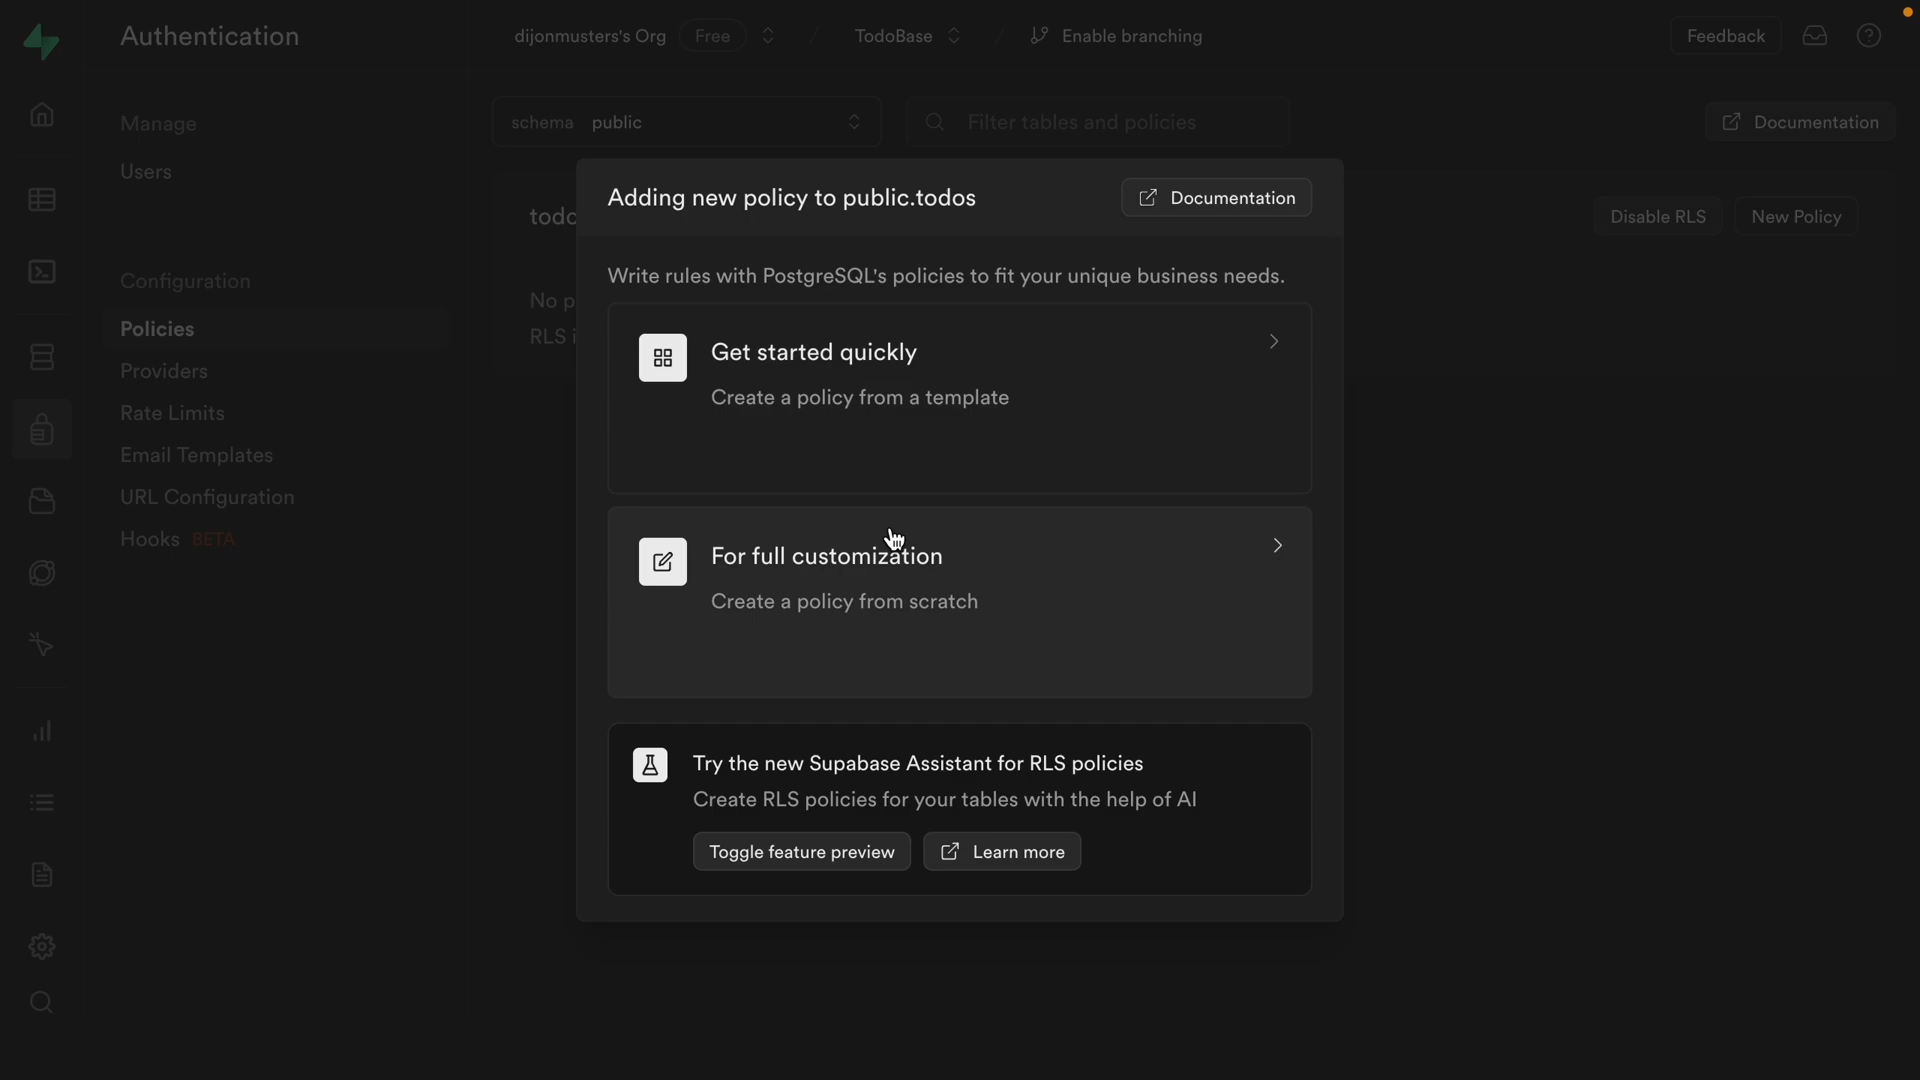 Authentication
dijonmusters's Org Free / TodoBase / Enable branching
Feedback
Manage
Users
Configuration
Policies
Providers
Rate Limits
Email Templates
URL Configuration
Hooks BETA
schema public
Filter tables and policies
Documentation
Disable RLS
New Policy
No
RLS
Adding new policy to public.todos
Documentation
Write rules with PostgreSQL's policies to fit your unique business needs.
Get started quickly
Create a policy from a template
For full customization
Create a policy from scratch
Try the new Supabase Assistant for RLS policies
Create RLS policies for your tables with the help of AI
Toggle feature preview
Learn more